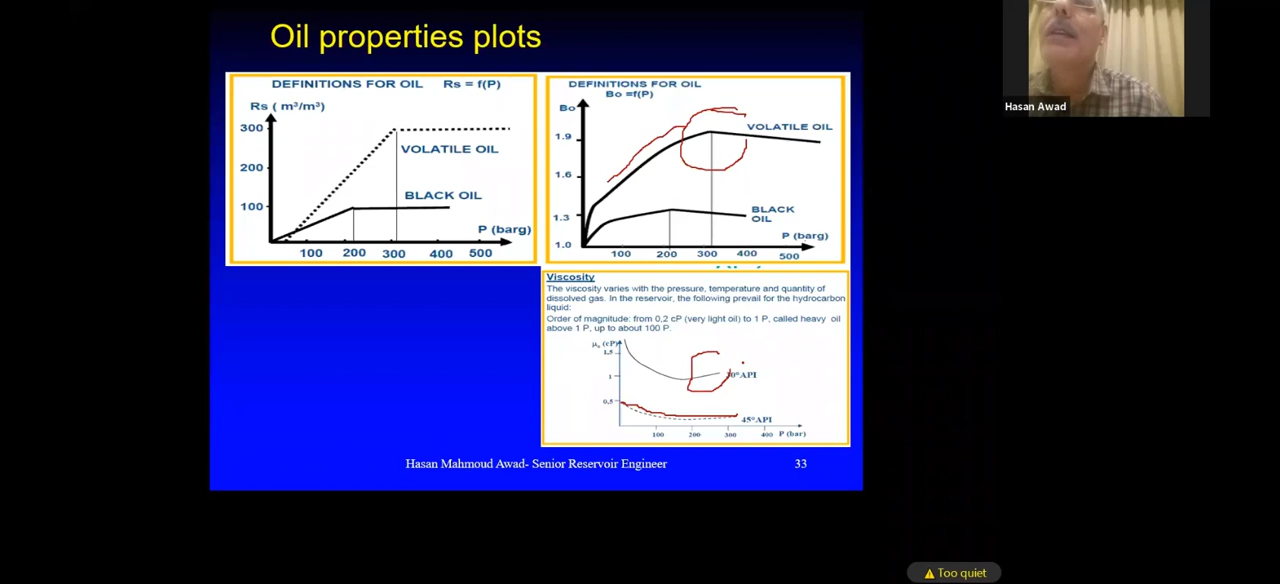 Oil properties plots
Hasan Awad
DEFINITIONS FOR OIL Rs = f(P)
Rs ( m³/m³)
300
200
100
VOLATILE OIL
BLACK OIL
P (barg)
100 200 300 400 500
DEFINITIONS FOR OIL
Bo =f(P)
Bo
1.9
1.6
1.3
1.0
VOLATILE OIL
BLACK
OIL
P (barg)
100 200 300 400 500
Viscosity
The viscosity varies with the pressure, temperature and quantity of
dissolved gas. In the reservoir, the following prevail for the hydrocarbon
liquid:
Order of magnitude: from 0,2 cP (very light oil) to 1 P, called heavy oil
above 1 P, up to about 100 P.
μo (cP)
1,5
1
0,5
0°API
45°API
100 200 300 400 P (bar)
Hasan Mahmoud Awad- Senior Reservoir Engineer
33
Too quiet